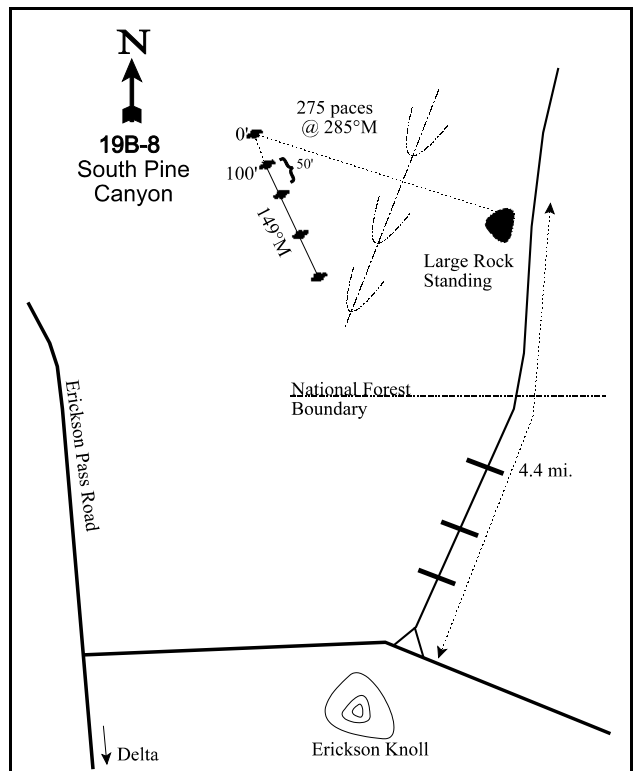 N
19B-8
South Pine
Canyon
275 paces
@ 285°M
0'
100'
50'
149°M
Large Rock
Standing
National Forest
Boundary
Erickson Pass Road
4.4 mi.
Erickson Knoll
Delta